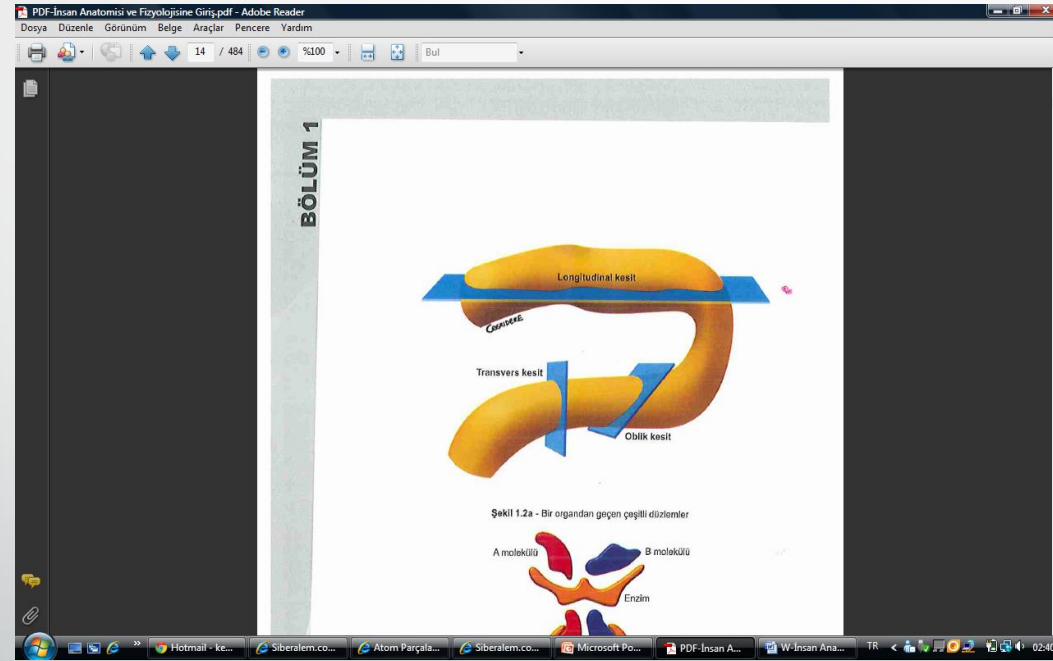 PDF-İnsan Anatomisi ve Fizyolojisine Giriş.pdf - Adobe Reader
Dosya Düzenle Görünüm Belge Araçlar Pencere Yardım
14 / 484 %100 Bul
BÖLÜM 1
Longitudinal kesit
Transvers kesit
Oblik kesit
Şekil 1.2a - Bir organdan geçen çeşitli düzlemler
A molekülü B molekülü
Enzim
Hotmail - ke... Siberalem.co... Atom Parçala... Siberalem.co... Microsoft Po... PDF-İnsan A... W-İnsan Ana... TR 02:40